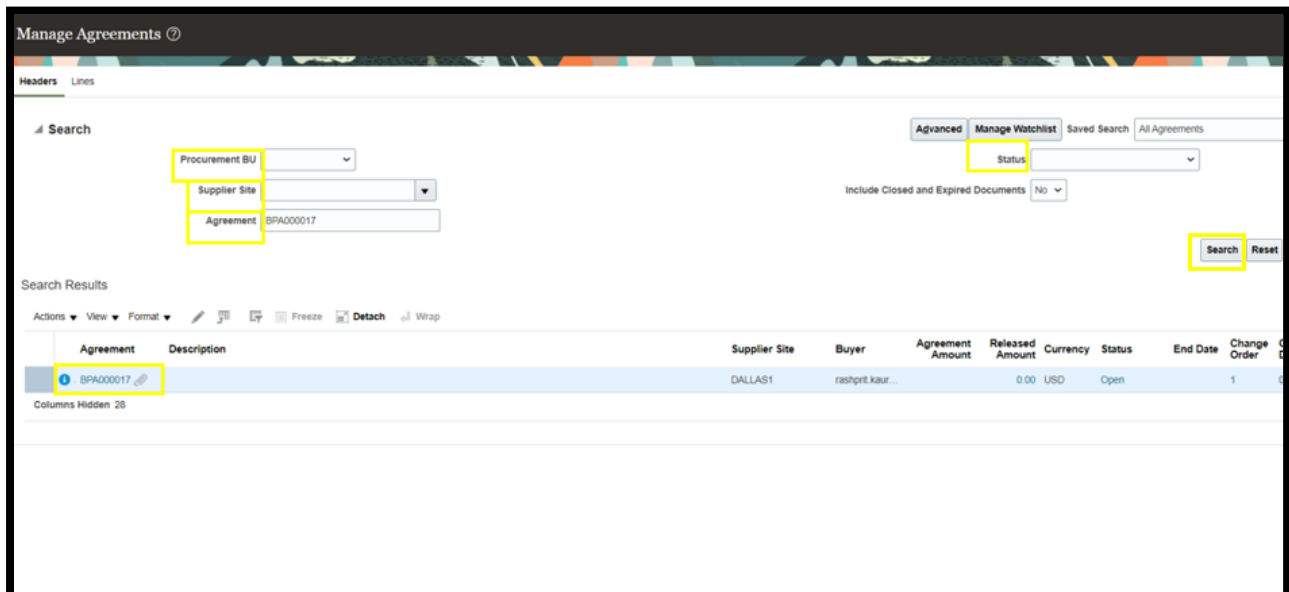 Manage Agreements
Headers Lines
Search
Advanced Manage Watchlist Saved Search All Agreements
Procurement BU
Status
Supplier Site
Include Closed and Expired Documents No
Agreement BPA000017
Search Reset
Search Results
Actions View Format Freeze Detach Wrap
Agreement Description Supplier Site Buyer Agreement Amount Released Amount Currency Status End Date Change Order
BPA000017 DALLAS1 rashprit.kaur... 0.00 USD Open 1
Columns Hidden 28